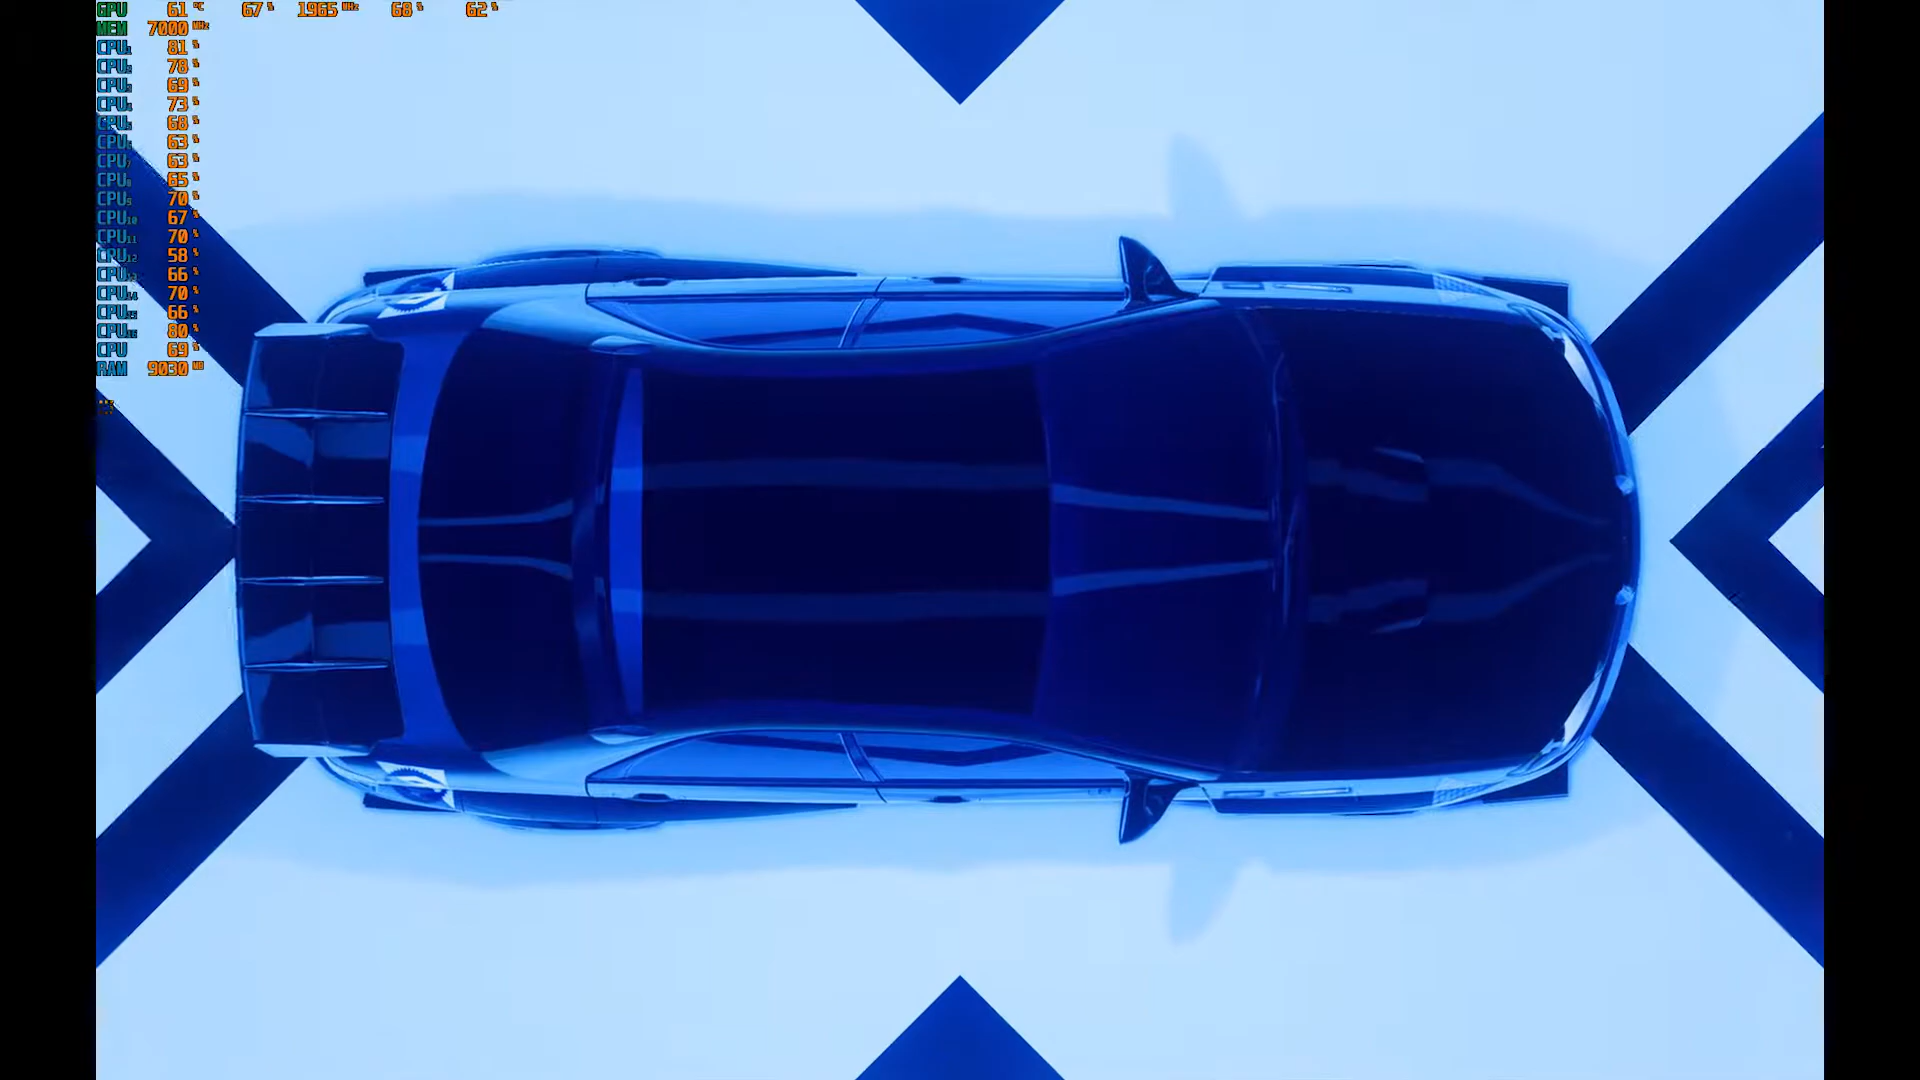 GPU 61 °C 67 % 1965 MHz 68 % 62 %
MEM 7000 MHz
CPU1 81 %
CPU2 78 %
CPU3 69 %
CPU4 73 %
CPU5 68 %
CPU6 63 %
CPU7 63 %
CPU8 65 %
CPU9 70 %
CPU10 67 %
CPU11 70 %
CPU12 58 %
CPU13 66 %
CPU14 70 %
CPU15 66 %
CPU16 80 %
CPU 69 %
RAM 9030 MB